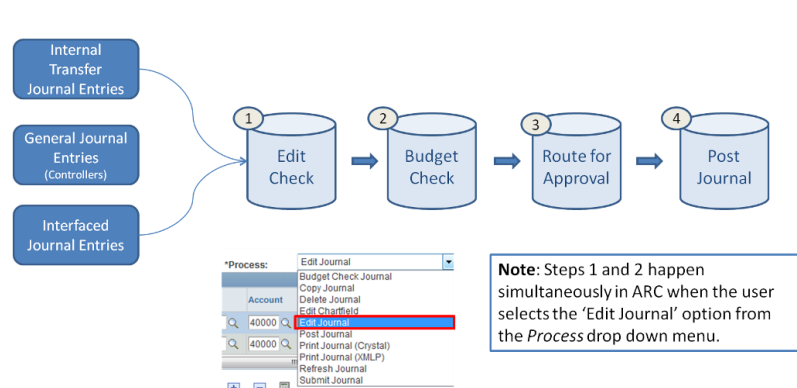 Internal
Transfer
Journal Entries
General Journal
Entries
(Controllers)
Interfaced
Journal Entries
1
Edit
Check
2
Budget
Check
3
Route for
Approval
4
Post
Journal
*Process:
Edit Journal
Budget Check Journal
Copy Journal
Delete Journal
Edit Chartfield
Edit Journal
Post Journal
Print Journal (Crystal)
Print Journal (XMLP)
Refresh Journal
Submit Journal
Account
40000
40000
Note: Steps 1 and 2 happen
simultaneously in ARC when the user
selects the ‘Edit Journal’ option from
the Process drop down menu.